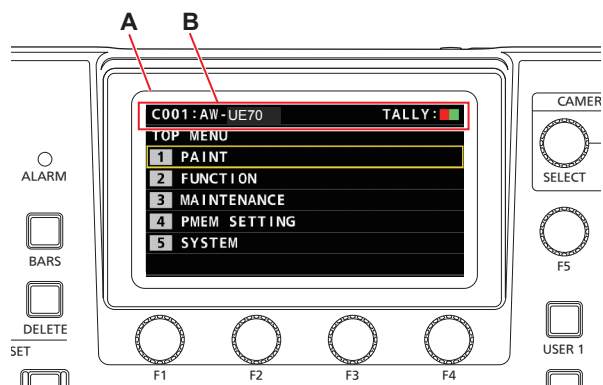 A B
C001:AW-UE70 TALLY:
TOP MENU
1 PAINT
2 FUNCTION
3 MAINTENANCE
4 PMEM SETTING
5 SYSTEM
ALARM
BARS
DELETE
SET
F1 F2 F3 F4
CAMER
SELECT
F5
USER 1